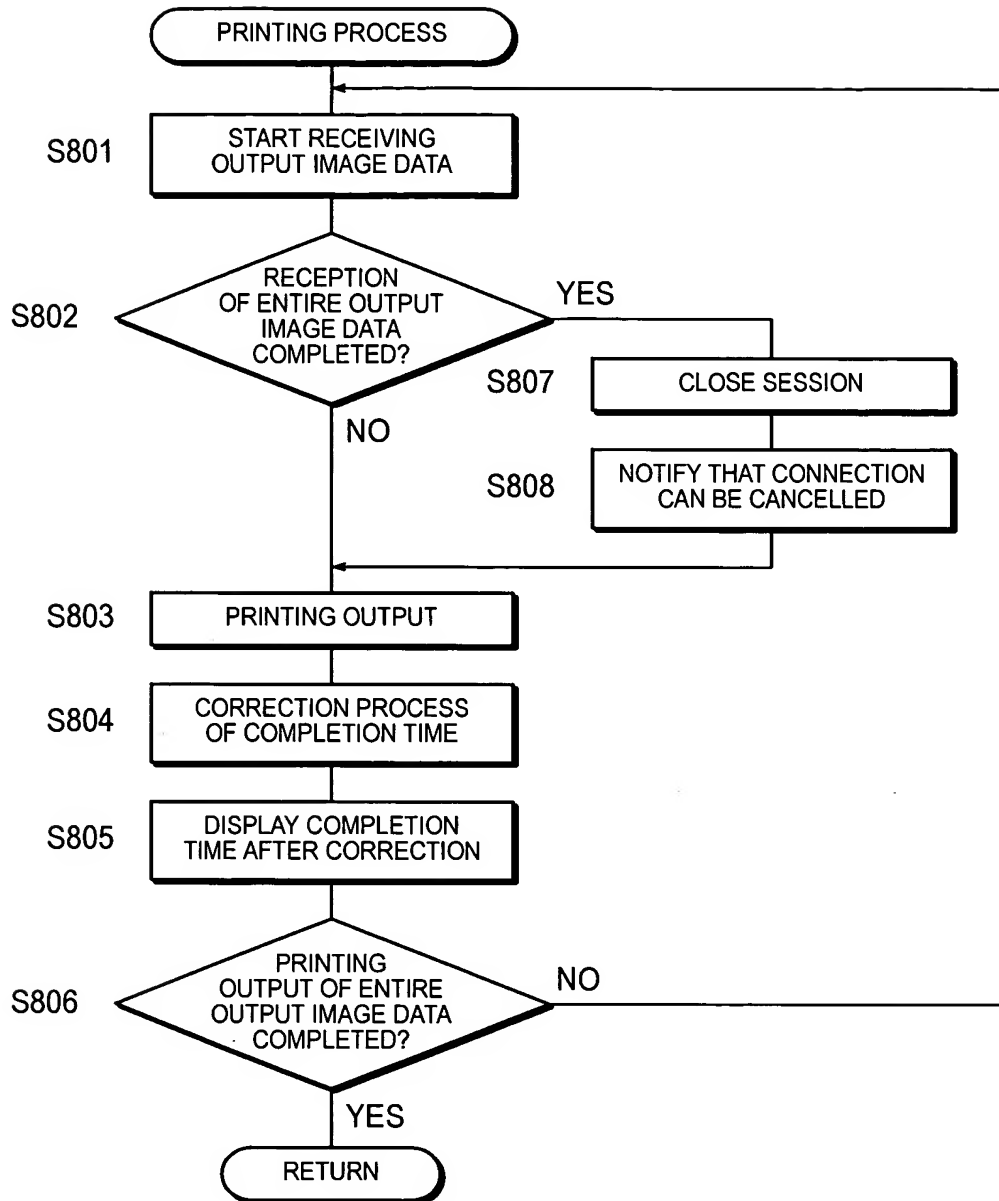 PRINTING PROCESS
S801
START RECEIVING
OUTPUT IMAGE DATA
S802
RECEPTION
OF ENTIRE OUTPUT
IMAGE DATA
COMPLETED?
YES
NO
S807
CLOSE SESSION
S808
NOTIFY THAT CONNECTION
CAN BE CANCELLED
S803
PRINTING OUTPUT
S804
CORRECTION PROCESS
OF COMPLETION TIME
S805
DISPLAY COMPLETION
TIME AFTER CORRECTION
S806
PRINTING
OUTPUT OF ENTIRE
OUTPUT IMAGE DATA
COMPLETED?
NO
YES
RETURN